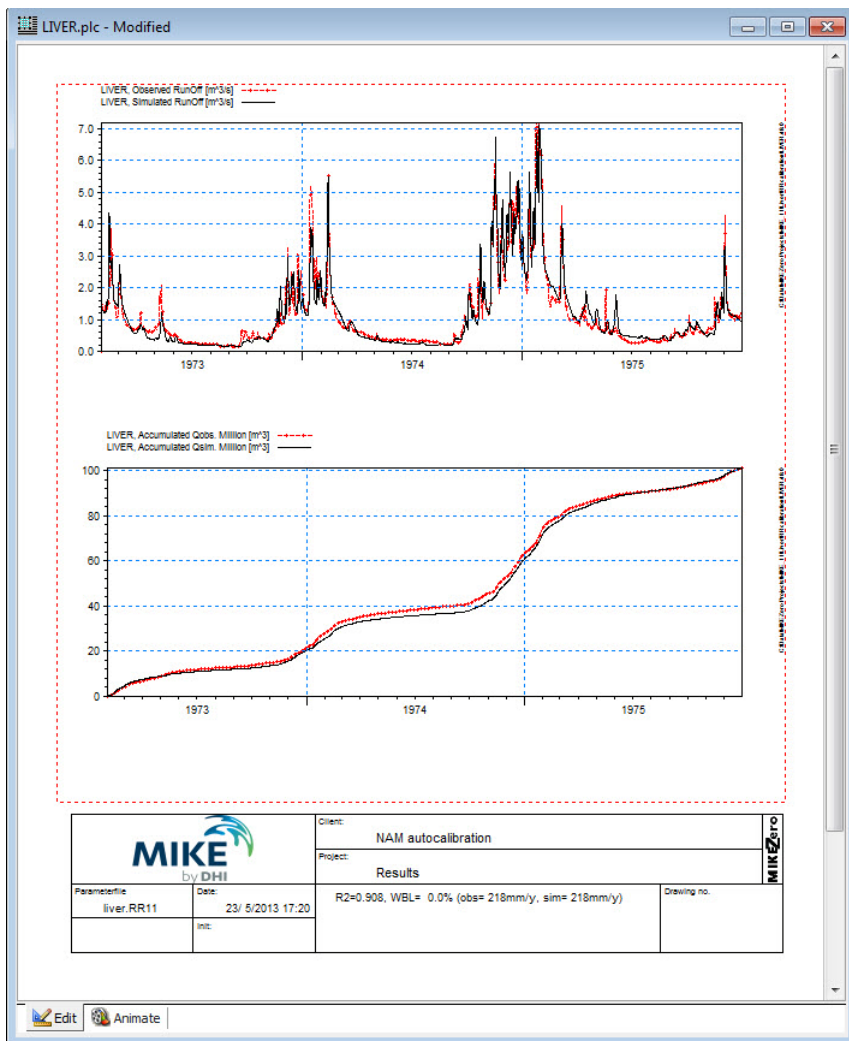 LIVER.plc - Modified
LIVER, Observed RunOff [m^3/s]
LIVER, Simulated RunOff [m^3/s]
7.0
6.0
5.0
4.0
3.0
2.0
1.0
0.0
1973 1974 1975
LIVER, Accumulated Qobs. Million [m^3]
LIVER, Accumulated Qsim. Million [m^3]
100
80
60
40
20
0
1973 1974 1975
MIKE
by DHI
Client:
NAM autocalibration
Project:
Results
MIKEZero
Parameterfile
liver.RR11
Date:
23/ 5/2013 17:20
Init:
R2=0.908, WBL= 0.0% (obs= 218mm/y, sim= 218mm/y)
Drawing no.
Edit Animate